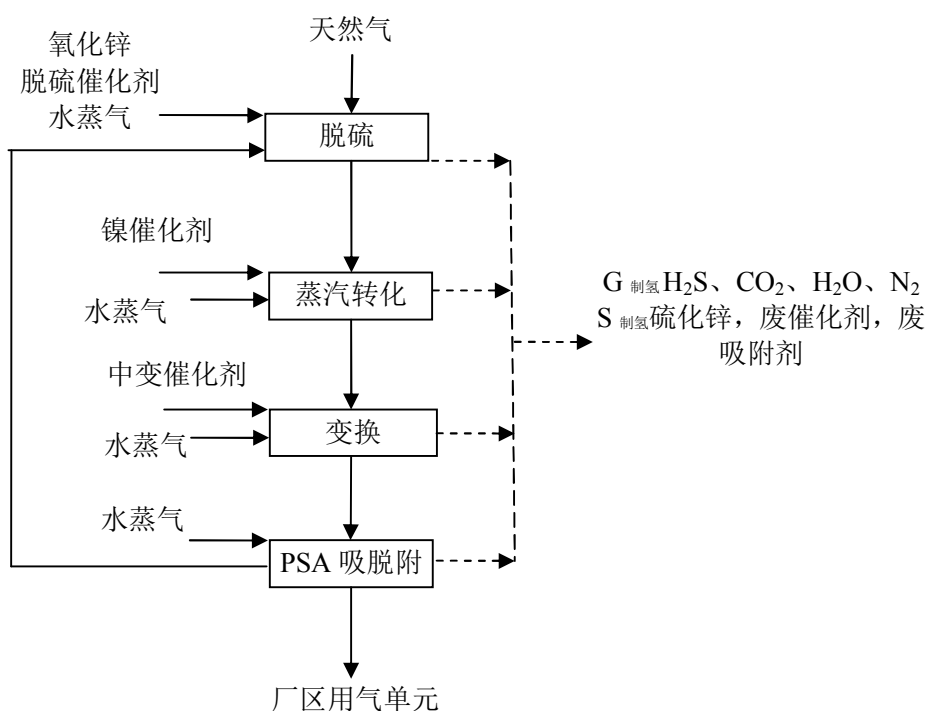 天然气
氧化锌
脱硫催化剂
水蒸气
脱硫
镍催化剂
水蒸气
蒸汽转化
G 制氢H₂S、CO₂、H₂O、N₂
S 制氢硫化锌，废催化剂，废
吸附剂
中变催化剂
水蒸气
变换
水蒸气
PSA 吸脱附
厂区用气单元